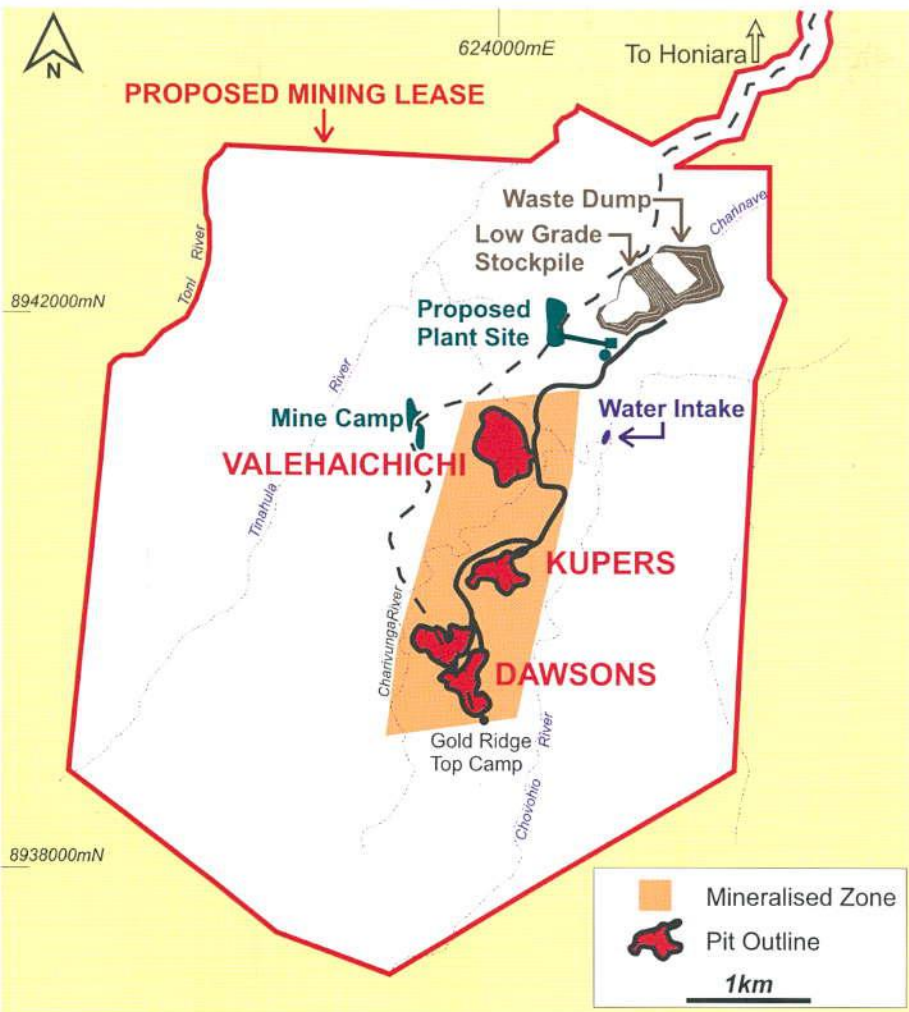 N
624000mE
To Honiara
PROPOSED MINING LEASE
Waste Dump
Charinave
Low Grade
Stockpile
Toni River
8942000mN
Proposed
Plant Site
River
Mine Camp
Water Intake
VALEHAICHICHI
Tinahula
KUPERS
Charivunga River
DAWSONS
Gold Ridge
Top Camp
River
Chovohio
8938000mN
Mineralised Zone
Pit Outline
1km